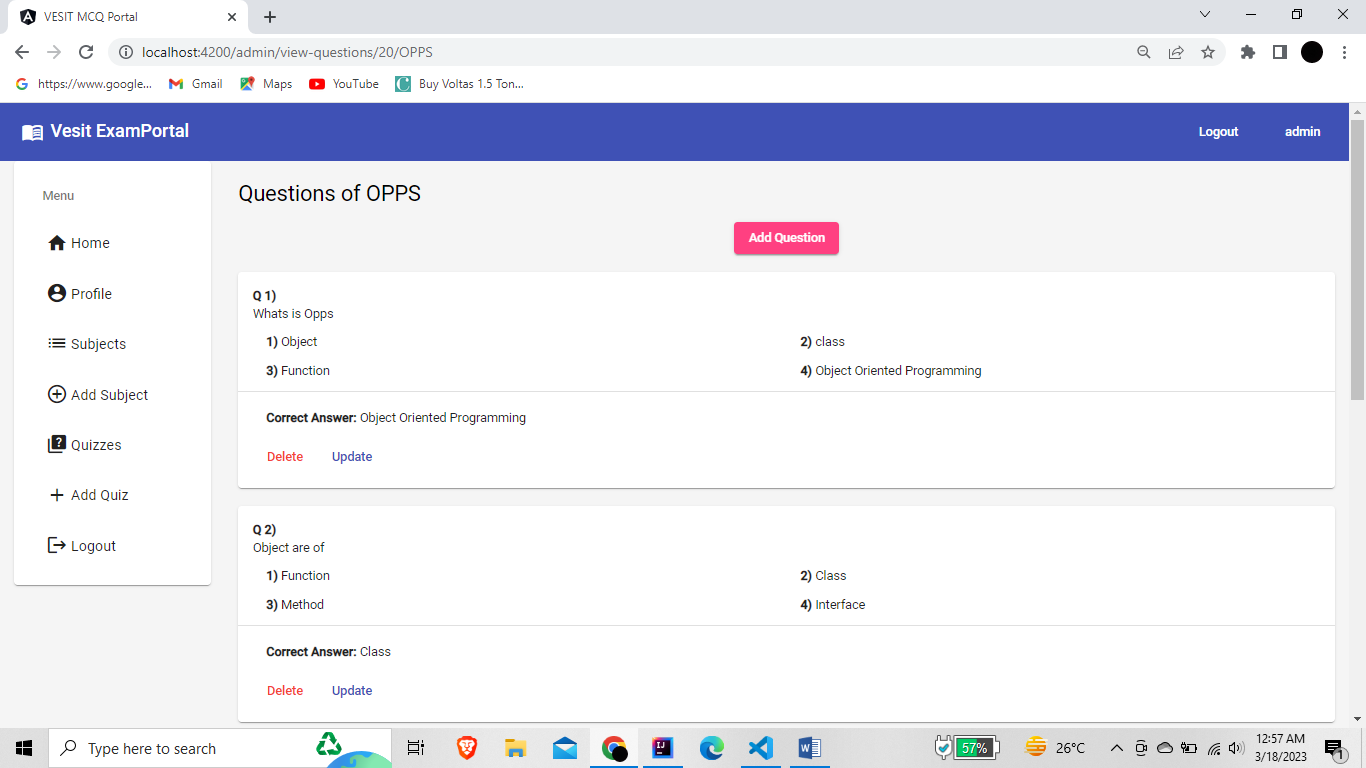 VESIT MCQ Portal
localhost:4200/admin/view-questions/20/OPPS
https://www.google... Gmail Maps YouTube Buy Voltas 1.5 Ton...
Vesit ExamPortal Logout admin
Menu
Home
Profile
Subjects
Add Subject
Quizzes
Add Quiz
Logout
Questions of OPPS
Add Question
Q 1)
Whats is Opps
1) Object 2) class
3) Function 4) Object Oriented Programming
Correct Answer: Object Oriented Programming
Delete Update
Q 2)
Object are of
1) Function 2) Class
3) Method 4) Interface
Correct Answer: Class
Delete Update
Type here to search
57%
26°C
12:57 AM
3/18/2023
1